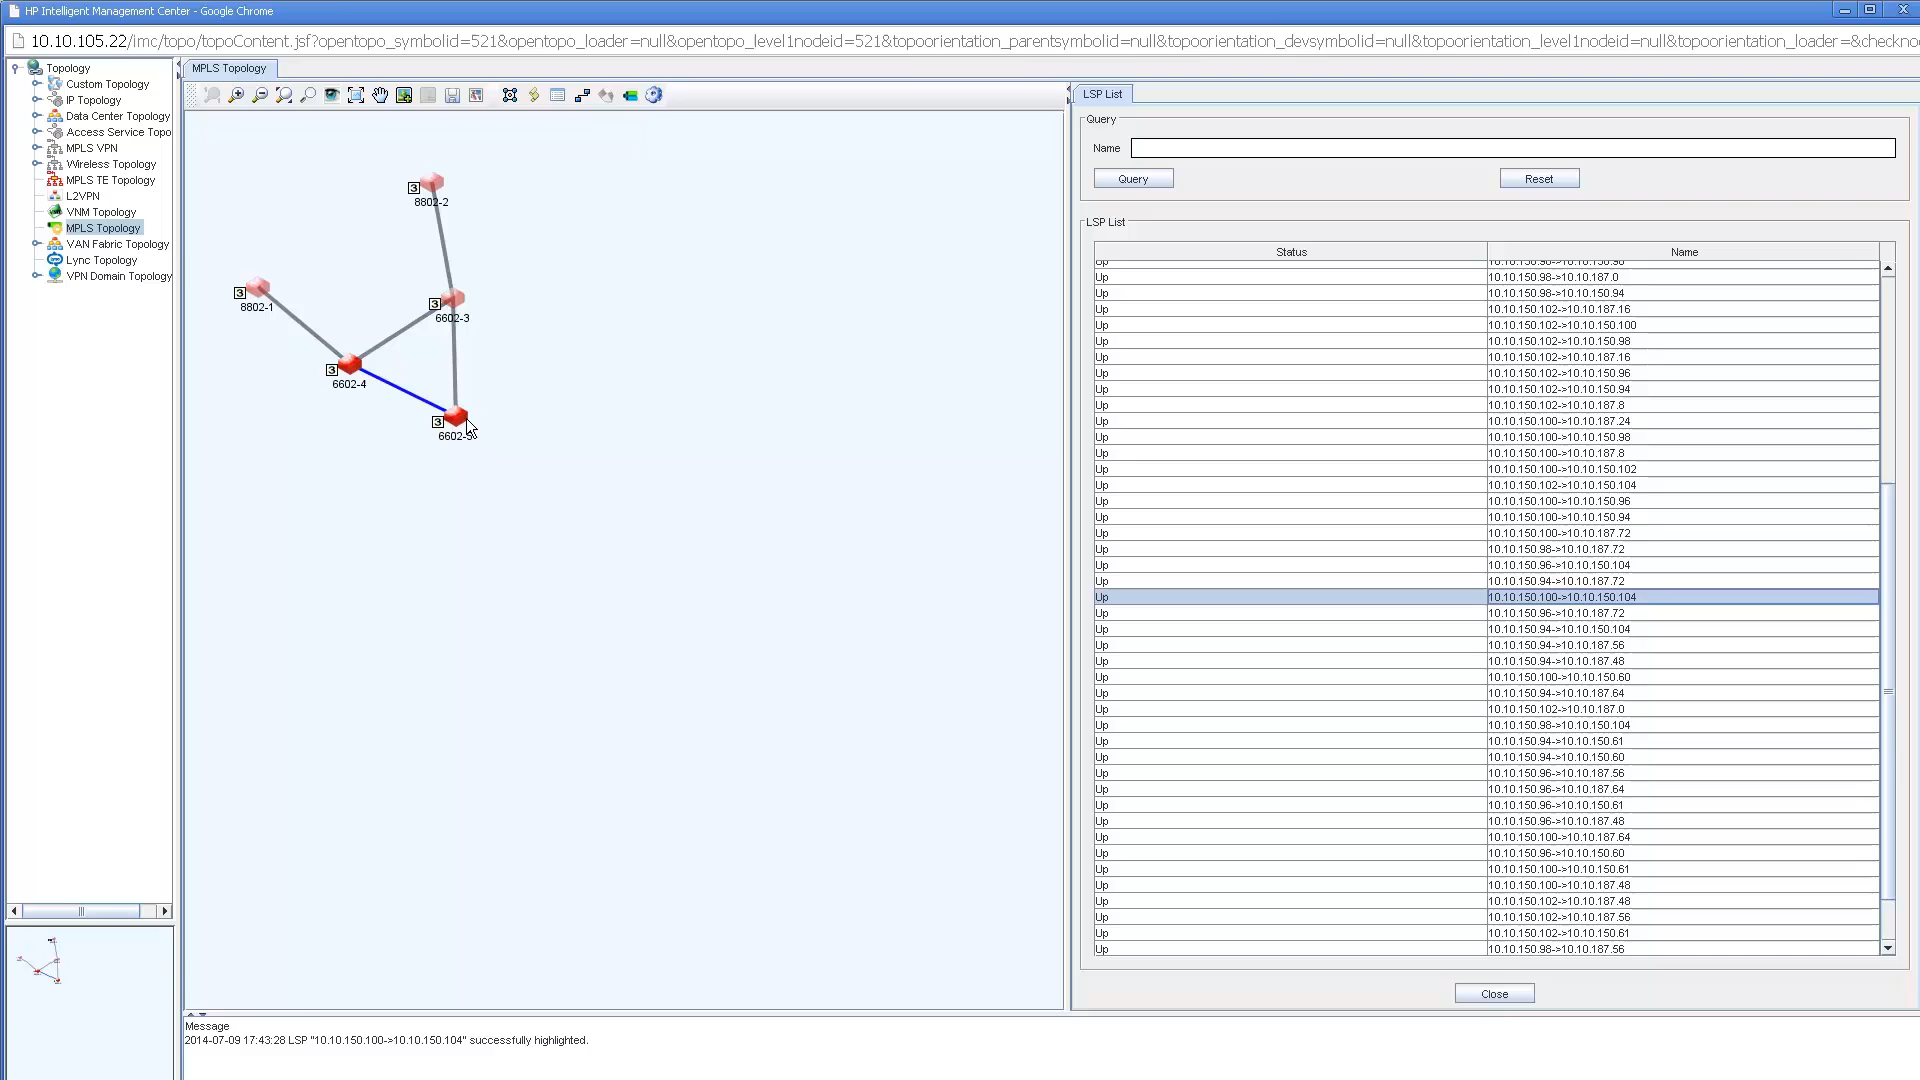 HP Intelligent Management Center - Google Chrome
10.10.105.22/imc/topo/topoContent.jsf?opentopo_symbolid=521&opentopo_loader=null&opentopo_level1nodeid=521&topoorientation_parentsymbolid=null&topoorientation_devsymbolid=null&topoorientation_level1nodeid=null&topoorientation_loader=&checkno
Topology
Custom Topology
IP Topology
Data Center Topology
Access Service Topo
MPLS VPN
Wireless Topology
MPLS TE Topology
L2VPN
VNM Topology
MPLS Topology
VAN Fabric Topology
Lync Topology
VPN Domain Topology
MPLS Topology
3
8802-2
3
8802-1
3
6602-3
3
6602-4
3
6602-5
Message
2014-07-09 17:43:28 LSP "10.10.150.100->10.10.150.104" successfully highlighted.
LSP List
Query
Name
Query
Reset
LSP List
Status Name
Up
Up 10.10.150.98->10.10.187.0
Up 10.10.150.98->10.10.150.94
Up 10.10.150.102->10.10.187.16
Up 10.10.150.102->10.10.150.100
Up 10.10.150.102->10.10.150.98
Up 10.10.150.102->10.10.187.16
Up 10.10.150.102->10.10.150.96
Up 10.10.150.102->10.10.150.94
Up 10.10.150.102->10.10.187.8
Up 10.10.150.100->10.10.187.24
Up 10.10.150.100->10.10.150.98
Up 10.10.150.100->10.10.187.8
Up 10.10.150.100->10.10.150.102
Up 10.10.150.102->10.10.150.104
Up 10.10.150.100->10.10.150.96
Up 10.10.150.100->10.10.150.94
Up 10.10.150.100->10.10.187.72
Up 10.10.150.98->10.10.187.72
Up 10.10.150.96->10.10.150.104
Up 10.10.150.94->10.10.187.72
Up 10.10.150.100->10.10.150.104
Up 10.10.150.96->10.10.187.72
Up 10.10.150.94->10.10.150.104
Up 10.10.150.94->10.10.187.56
Up 10.10.150.94->10.10.187.48
Up 10.10.150.100->10.10.150.60
Up 10.10.150.94->10.10.187.64
Up 10.10.150.102->10.10.187.0
Up 10.10.150.98->10.10.150.104
Up 10.10.150.94->10.10.150.61
Up 10.10.150.94->10.10.150.60
Up 10.10.150.96->10.10.187.56
Up 10.10.150.96->10.10.187.64
Up 10.10.150.96->10.10.150.61
Up 10.10.150.96->10.10.187.48
Up 10.10.150.100->10.10.187.64
Up 10.10.150.96->10.10.150.60
Up 10.10.150.100->10.10.150.61
Up 10.10.150.100->10.10.187.48
Up 10.10.150.102->10.10.187.48
Up 10.10.150.102->10.10.187.56
Up 10.10.150.102->10.10.150.61
Up 10.10.150.98->10.10.187.56
Close